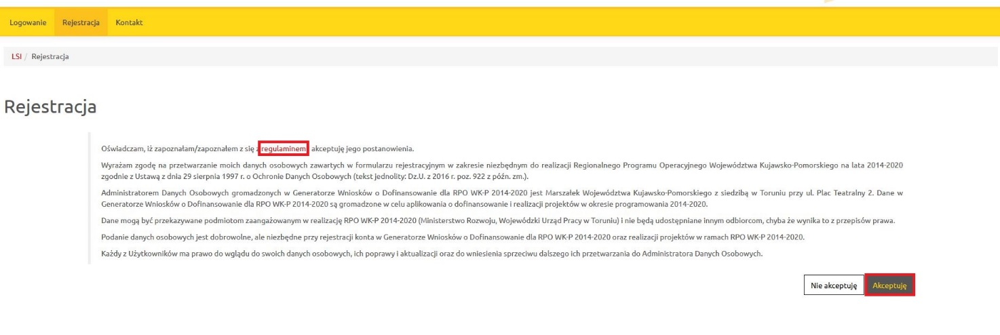 Logowanie Rejestracja Kontakt
LSI / Rejestracja
Rejestracja
Oświadczam, iż zapoznałam/zapoznałem z się z regulaminem akceptuję jego postanowienia.
Wyrażam zgodę na przetwarzanie moich danych osobowych zawartych w formularzu rejestracyjnym w zakresie niezbędnym do realizacji Regionalnego Programu Operacyjnego Województwa Kujawsko-Pomorskiego na lata 2014-2020
zgodnie z Ustawą z dnia 29 sierpnia 1997 r. o Ochronie Danych Osobowych (tekst jednolity: Dz.U. z 2016 r. poz. 922 z późn. zm.).
Administratorem Danych Osobowych gromadzonych w Generatorze Wniosków o Dofinansowanie dla RPO WK-P 2014-2020 jest Marszałek Województwa Kujawsko-Pomorskiego z siedzibą w Toruniu przy ul. Plac Teatralny 2. Dane w
Generatorze Wniosków o Dofinansowanie dla RPO WK-P 2014-2020 są gromadzone w celu aplikowania o dofinansowanie i realizacji projektów w okresie programowania 2014-2020.
Dane mogą być przekazywane podmiotom zaangażowanym w realizację RPO WK-P 2014-2020 (Ministerstwo Rozwoju, Wojewódzki Urząd Pracy w Toruniu) i nie będą udostępniane innym odbiorcom, chyba że wynika to z przepisów prawa.
Podanie danych osobowych jest dobrowolne, ale niezbędne przy rejestracji konta w Generatorze Wniosków o Dofinansowanie dla RPO WK-P 2014-2020 oraz realizacji projektów w ramach RPO WK-P 2014-2020.
Każdy z Użytkowników ma prawo do wglądu do swoich danych osobowych, ich poprawy i aktualizacji oraz do wniesienia sprzeciwu dalszego ich przetwarzania do Administratora Danych Osobowych.
Nie akceptuję Akceptuję